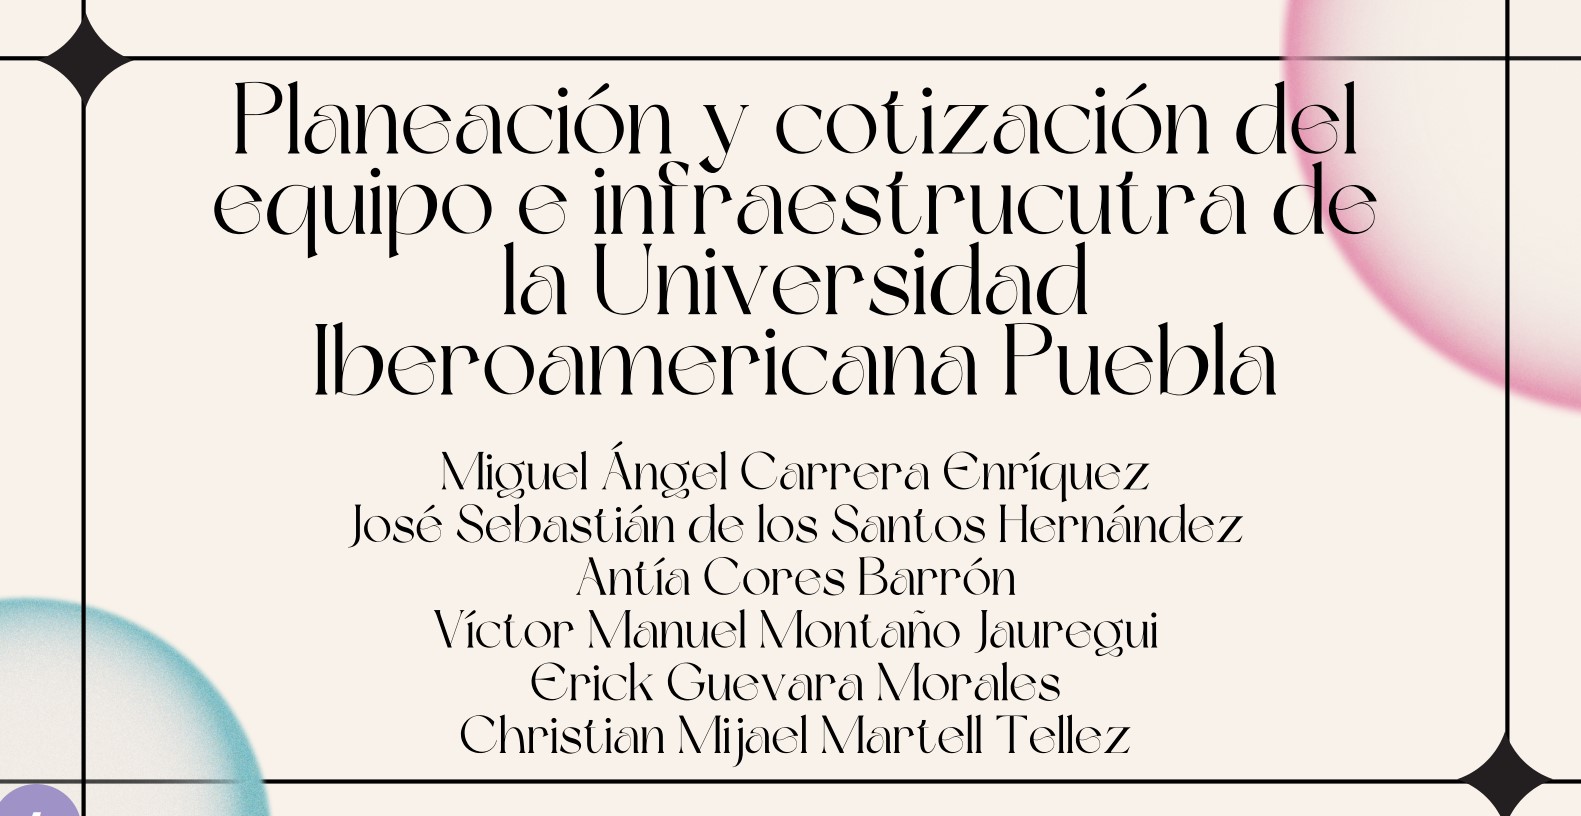 Planeación y cotización del
equipo e infraestrucutra de
la Universidad
Iberoamericana Puebla
Miguel Ángel Carrera Enríquez
José Sebastián de los Santos Hernández
Antía Cores Barrón
Víctor Manuel Montaño Jauregui
Erick Guevara Morales
Christian Mijael Martell Tellez